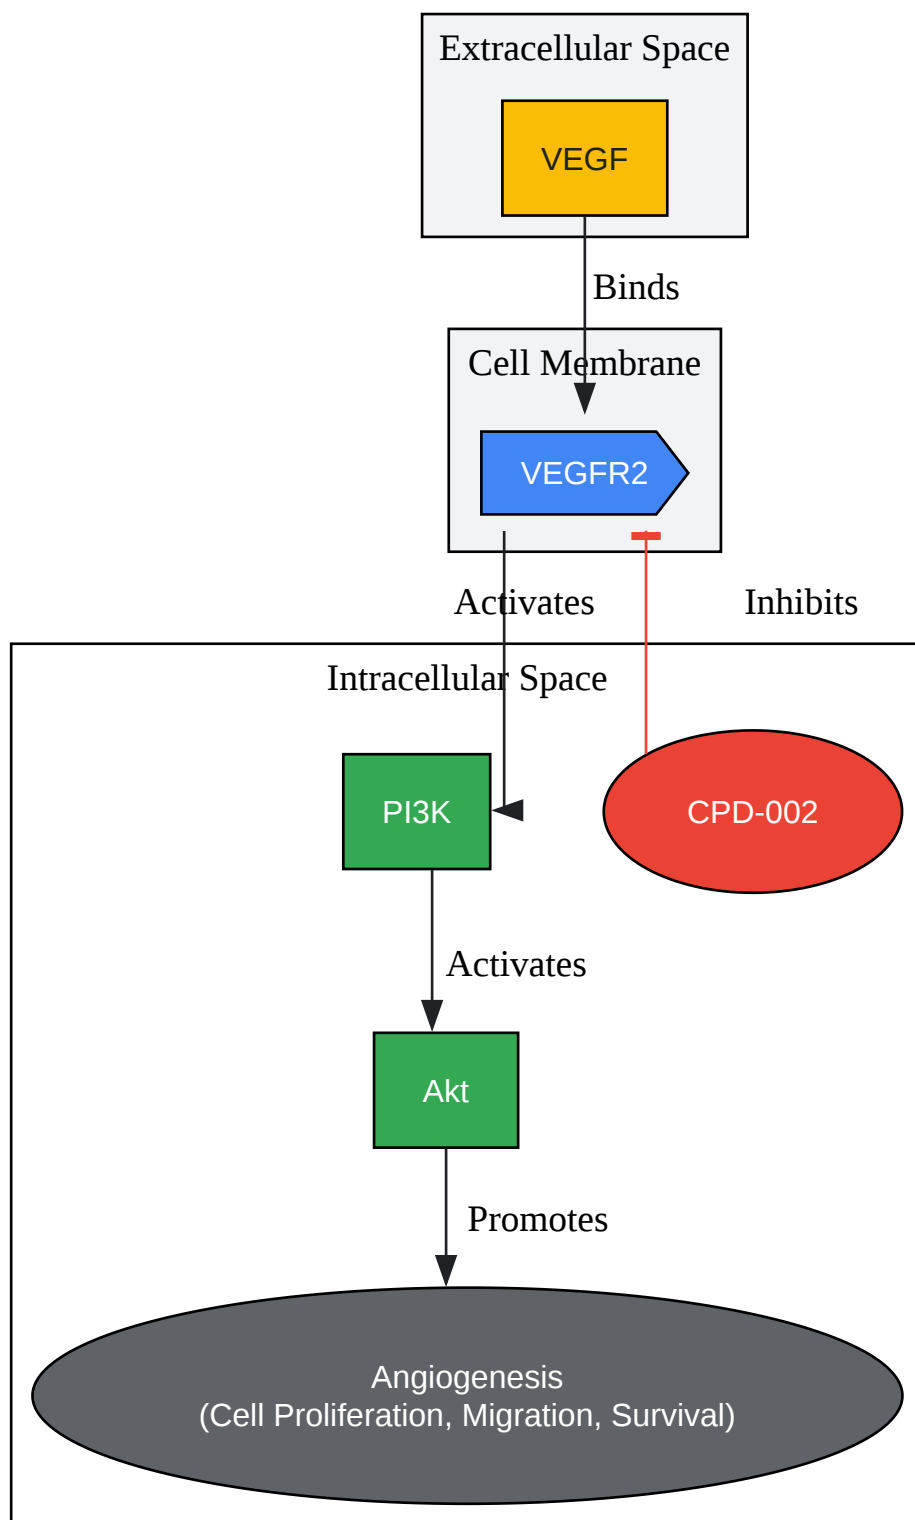 Extracellular Space
VEGF
Binds
Cell Membrane
VEGFR2
Activates
Inhibits
Intracellular Space
PI3K
CPD-002
Activates
Akt
Promotes
Angiogenesis
(Cell Proliferation, Migration, Survival)